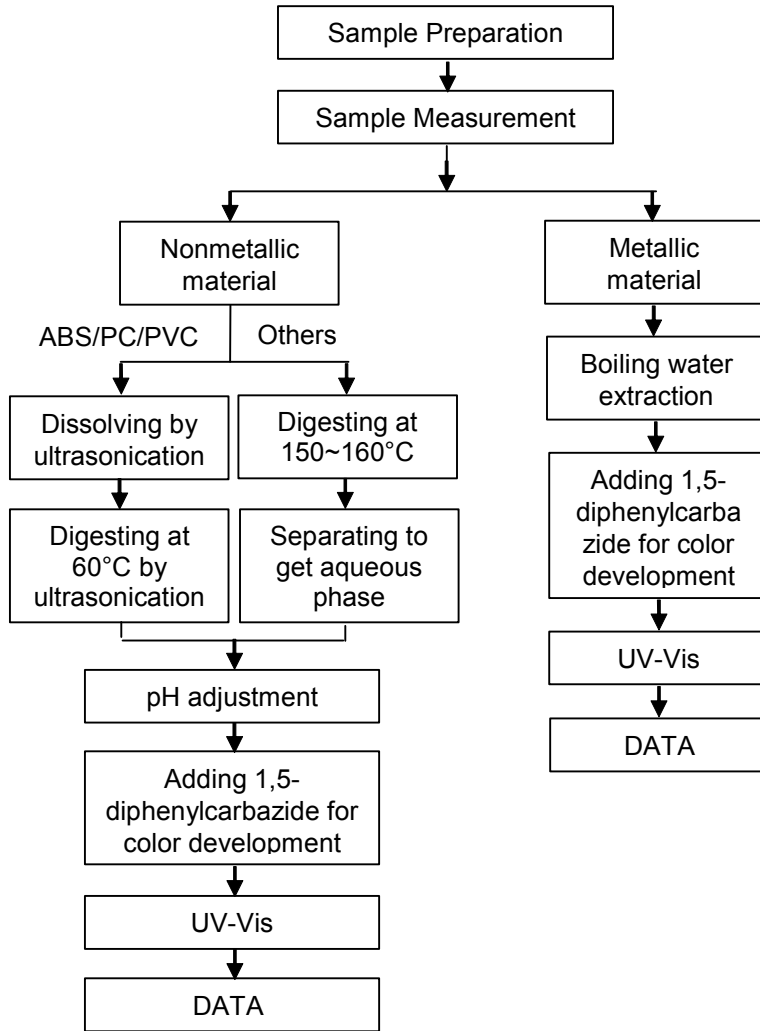 Sample Preparation
Sample Measurement
Nonmetallic
material
Metallic
material
ABS/PC/PVC
Others
Dissolving by
ultrasonication
Digesting at
150~160°C
Boiling water
extraction
Digesting at
60°C by
ultrasonication
Separating to
get aqueous
phase
Adding 1,5-
diphenylcarba
zide for color
development
pH adjustment
UV-Vis
DATA
Adding 1,5-
diphenylcarbazide for
color development
UV-Vis
DATA